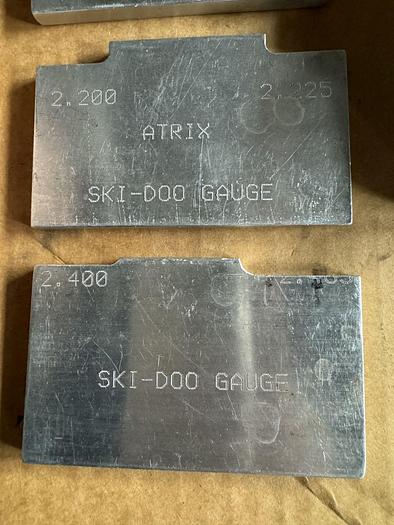 2.200 2.225
ATRIX
SKI-DOO GAUGE
2.400
SKI-DOO GAUGE